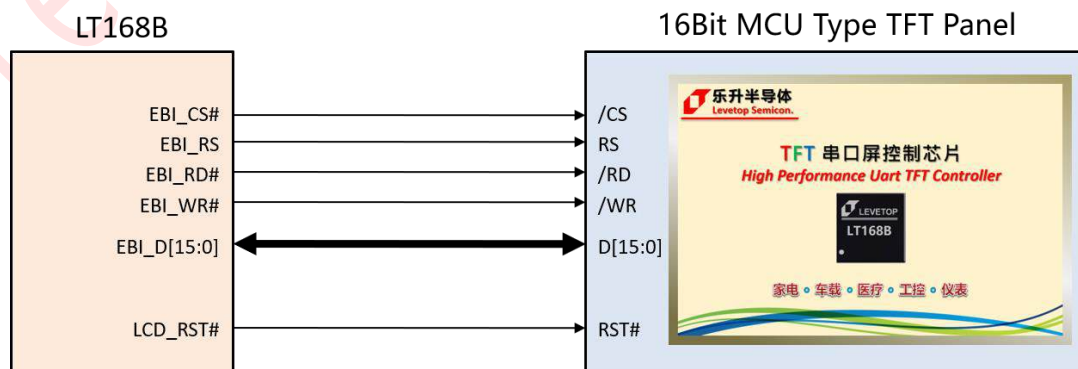 LT168B
16Bit MCU Type TFT Panel
EBI_CS#
EBI_RS
EBI_RD#
EBI_WR#
EBI_D[15:0]
LCD_RST#
/CS
RS
/RD
/WR
D[15:0]
RST#
乐升半导体
Levetop Semicon.
TFT 串口屏控制芯片
High Performance Uart TFT Controller
LEVETOP
LT168B
家电 • 车载 • 医疗 • 工控 • 仪表